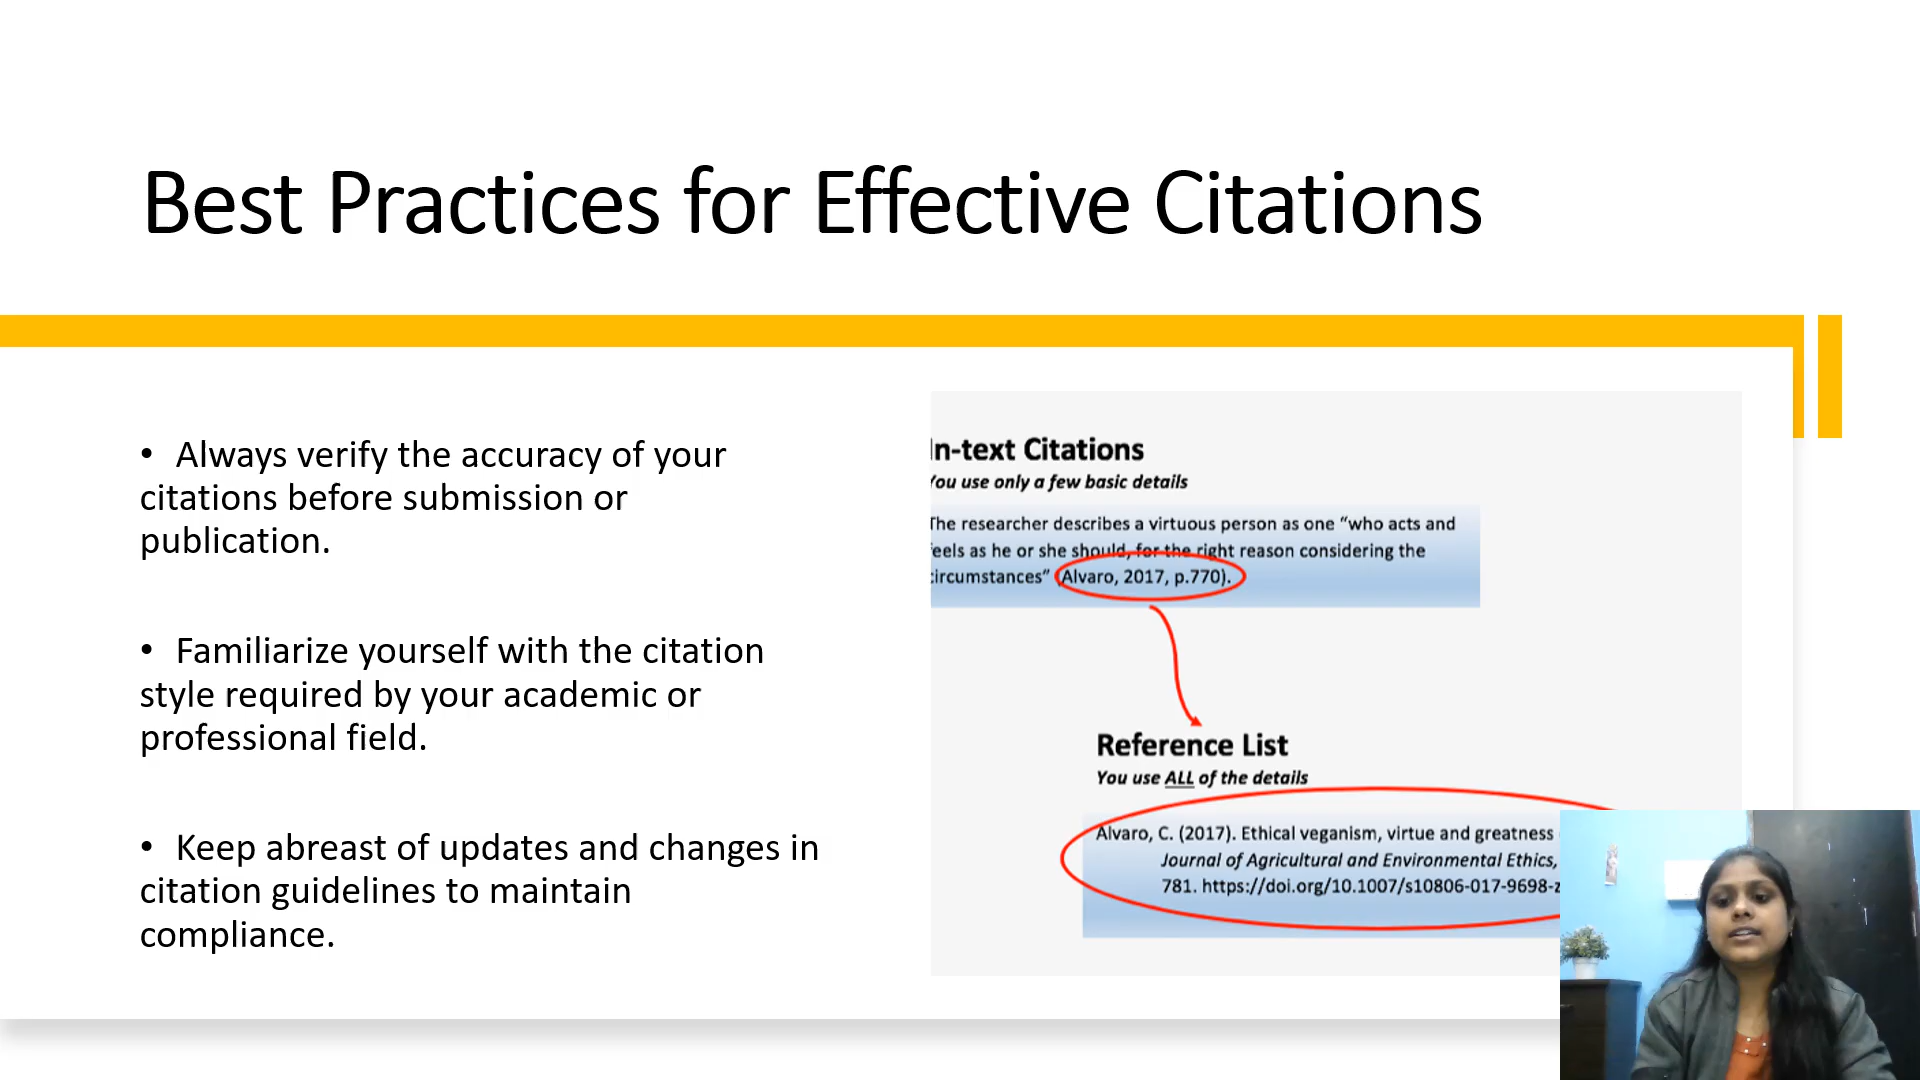 Best Practices for Effective Citations
• Always verify the accuracy of your
citations before submission or
publication.
• Familiarize yourself with the citation
style required by your academic or
professional field.
• Keep abreast of updates and changes in
citation guidelines to maintain
compliance.
In-text Citations
You use only a few basic details
The researcher describes a virtuous person as one “who acts and
feels as he or she should, for the right reason considering the
circumstances” (Alvaro, 2017, p.770).
Reference List
You use ALL of the details
Alvaro, C. (2017). Ethical veganism, virtue and greatness
Journal of Agricultural and Environmental Ethics,
781. https://doi.org/10.1007/s10806-017-9698-z